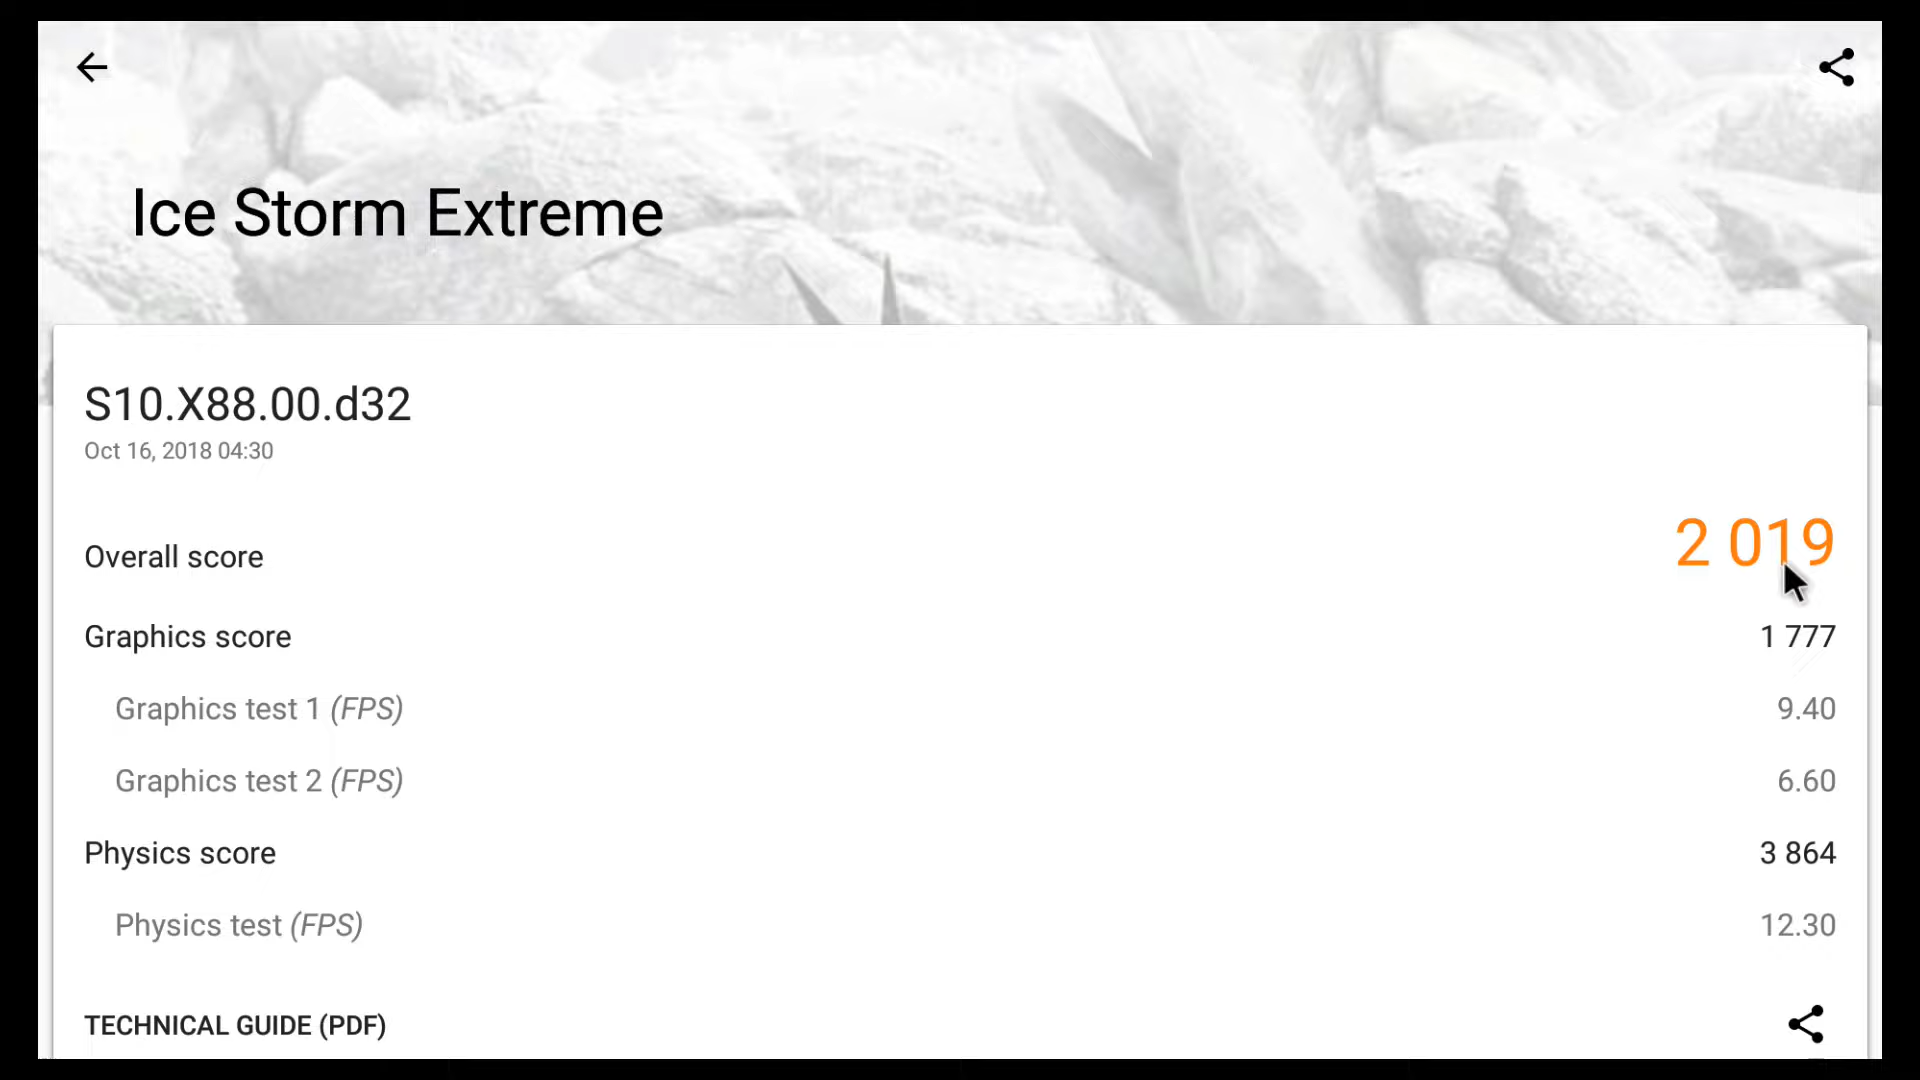 Ice Storm Extreme
S10.X88.00.d32
Oct 16, 2018 04:30
Overall score 2 019
Graphics score 1 777
Graphics test 1 (FPS) 9.40
Graphics test 2 (FPS) 6.60
Physics score 3 864
Physics test (FPS) 12.30
TECHNICAL GUIDE (PDF)